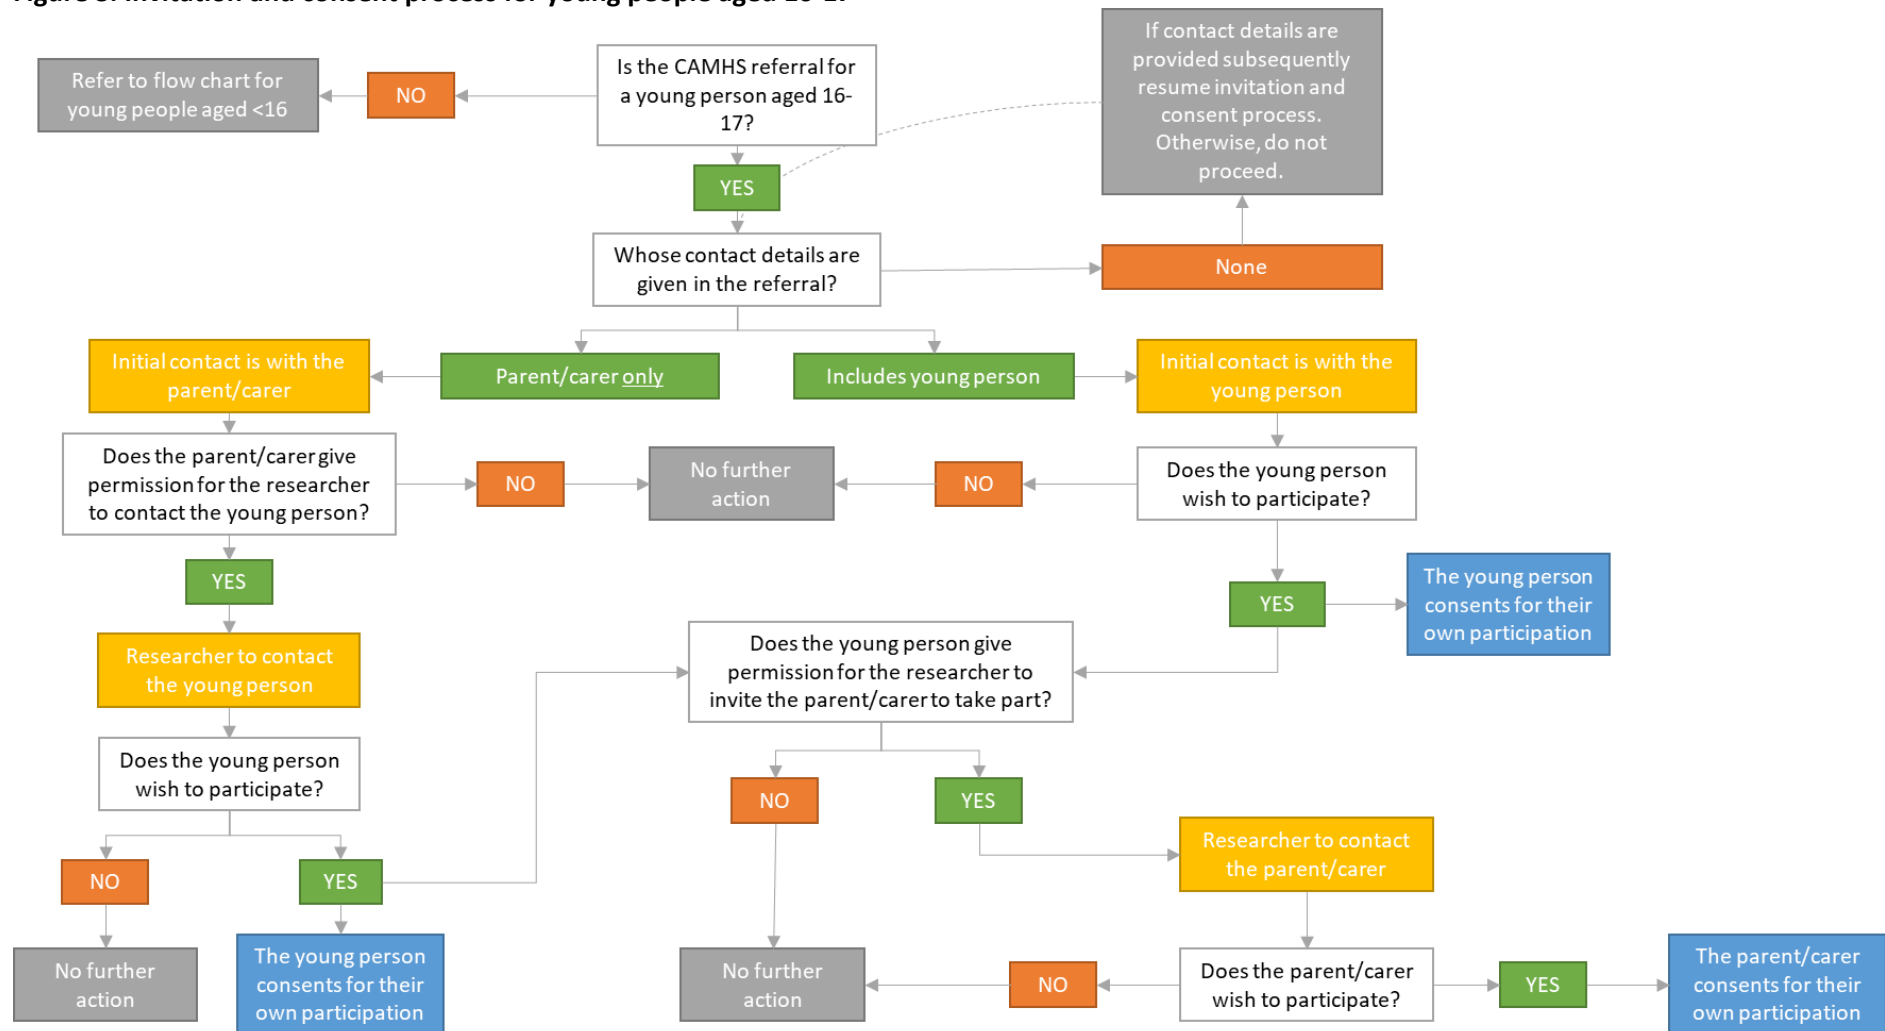 Refer to flow chart for
young people aged <16
NO
Is the CAMHS referral for
a young person aged 16-
17?
If contact details are
provided subsequently
resume invitation and
consent process.
Otherwise, do not
proceed.
YES
Whose contact details are
given in the referral?
None
Initial contact is with the
parent/carer
Parent/carer only
Includes young person
Initial contact is with the
young person
Does the parent/carer give
permission for the researcher
to contact the young person?
NO
No further
action
NO
Does the young person
wish to participate?
YES
YES
The young person
consents for their
own participation
Researcher to contact
the young person
Does the young person give
permission for the researcher to
invite the parent/carer to take part?
Does the young person
wish to participate?
NO
YES
Researcher to contact
the parent/carer
NO
YES
No further
action
The young person
consents for their
own participation
No further
action
NO
Does the parent/carer
wish to participate?
YES
The parent/carer
consents for their
own participation